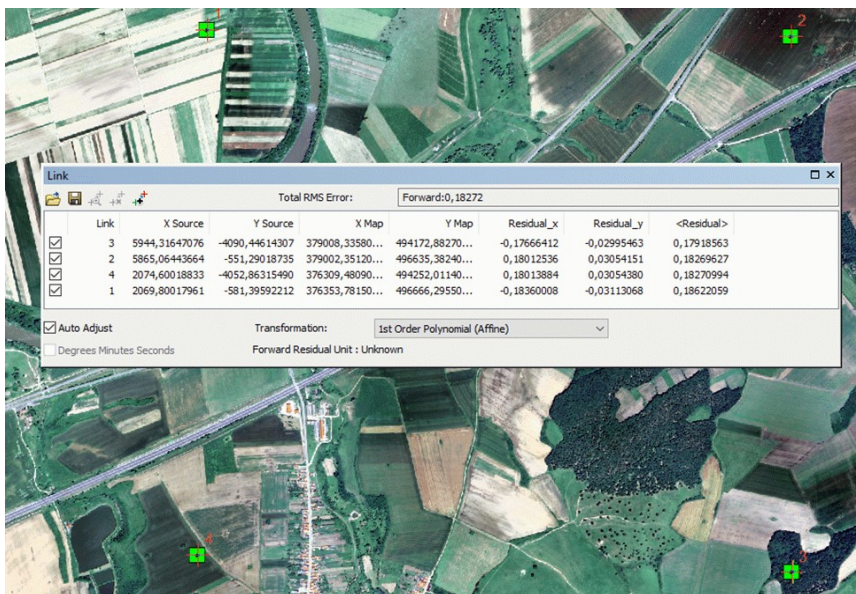 1
2
Link
Total RMS Error: Forward:0,18272
Link X Source Y Source X Map Y Map Residual_x Residual_y <Residual>
3 5944,31647076 -4090,44614307 379008,33580... 494172,88270... -0,17666412 -0,02995463 0,17918563
2 5865,06443664 -551,29018735 379002,35120... 496635,38240... 0,18012536 0,03054151 0,18269627
4 2074,60018833 -4052,86315490 376309,48090... 494252,01140... 0,18013884 0,03054380 0,18270994
1 2069,80017961 -581,39592212 376353,78150... 496666,29550... -0,18360008 -0,03113068 0,18622059
Auto Adjust Transformation: 1st Order Polynomial (Affine)
Degrees Minutes Seconds Forward Residual Unit : Unknown
3